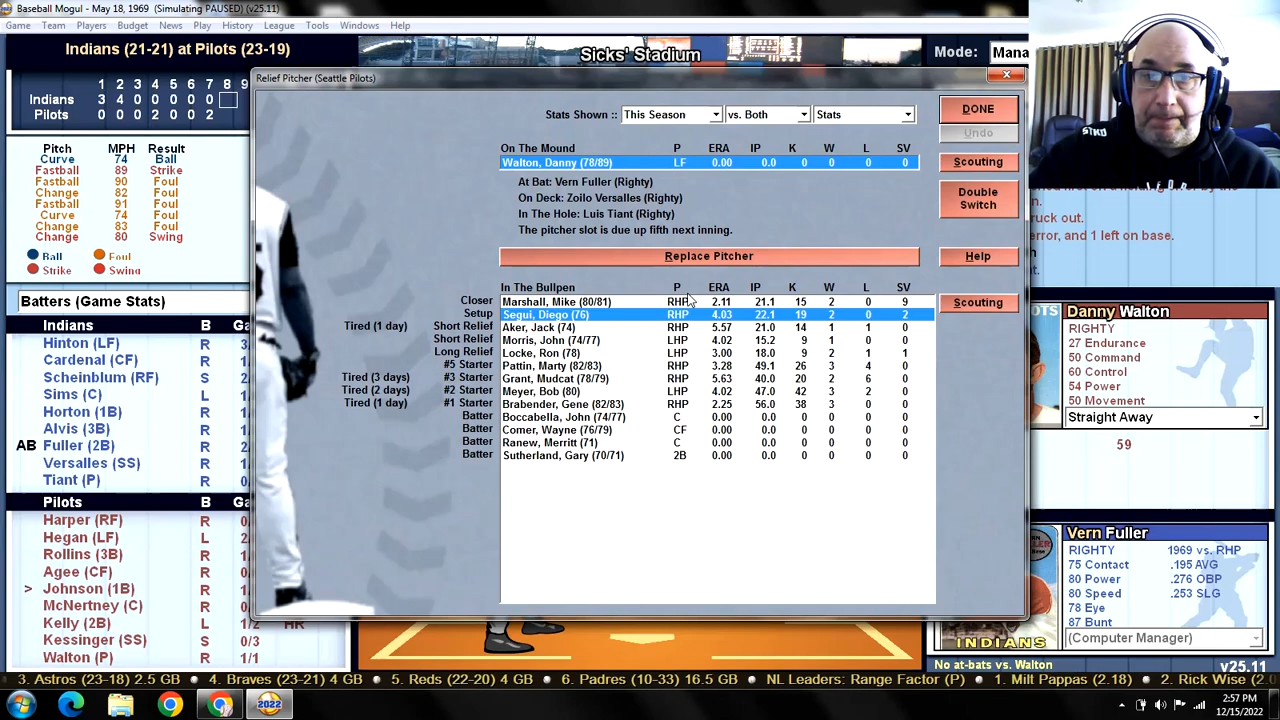 Baseball Mogul - May 18, 1969 (Simulating PAUSED) (v25.11)
Game Team Players Budget News Play History League Tools Windows Help
Indians (21-21) at Pilots (23-19)
Sicks' Stadium
Mode:
1 2 3 4 5 6 7 8 9
Indians 3 4 0 0 0 0 0
Pilots 0 0 0 2 0 0 2
Pitch MPH Result
Curve 74 Ball
Fastball 91 Strike
Fastball 90 Foul
Change 82 Foul
Fastball 91 Foul
Curve 74 Foul
Change 83 Foul
Change 80 Swing
Ball Foul
Strike Swing
Batters (Game Stats)
Indians B
Hinton (LF) R 3/
Cardenal (CF) R
Scheinblum (RF) S 2/
Sims (C) L
Horton (1B) R 2/
Alvis (3B) R
AB Fuller (2B) R
Versalles (SS) R
Tiant (P) R
Pilots B
Harper (RF) R 0/
Hegan (LF) L 2/
Rollins (3B) R
Agee (CF) R
> Johnson (1B) R
McNertney (C) R
Kelly (2B) L 1/2 HR
Kessinger (SS) S 0/3
Walton (P) R 1/1
Relief Pitcher (Seattle Pilots)
Stats Shown :: This Season vs. Both Stats
On The Mound P ERA IP K W L SV
Walton, Danny (78/89) LF 0.00 0.0 0 0 0 0
At Bat: Vern Fuller (Righty)
On Deck: Zoilo Versalles (Righty)
In The Hole: Luis Tiant (Righty)
The pitcher slot is due up fifth next inning.
Replace Pitcher
In The Bullpen P ERA IP K W L SV
Closer Marshall, Mike (80/81) RHP 2.11 21.1 15 2 0 9
Setup Segui, Diego (76) RHP 4.03 22.1 19 2 0 2
Tired (1 day) Short Relief Aker, Jack (74) RHP 5.57 21.0 14 1 1 0
Short Relief Morris, John (74/77) LHP 4.02 15.2 9 1 0 0
Long Relief Locke, Ron (78) LHP 3.00 18.0 9 2 1 1
#5 Starter Pattin, Marty (82/83) RHP 3.28 49.1 26 3 4 0
Tired (3 days) #3 Starter Grant, Mudcat (78/79) RHP 5.63 40.0 20 2 6 0
Tired (2 days) #2 Starter Meyer, Bob (80) LHP 4.02 47.0 42 3 2 0
Tired (1 day) #1 Starter Brabender, Gene (82/83) RHP 2.25 56.0 38 3 0 0
Batter Boccabella, John (74/77) C 0.00 0.0 0 0 0 0
Batter Comer, Wayne (76/79) CF 0.00 0.0 0 0 0 0
Batter Ranew, Merritt (71) C 0.00 0.0 0 0 0 0
Batter Sutherland, Gary (70/71) 2B 0.00 0.0 0 0 0 0
DONE
Undo
Scouting
Double
Switch
Help
Scouting
ruck out.
error, and 1 left on base.
Danny Walton
27 Endurance
50 Command
60 Control
54 Power
50 Movement
Straight Away
59
Vern Fuller
RIGHTY 1969 vs. RHP
75 Contact .195 AVG
80 Power .276 OBP
80 Speed .253 SLG
78 Eye
87 Bunt
(Computer Manager)
INDIANS
No at-bats vs. Walton v25.11
3. Astros (23-18) 2.5 GB 4. Braves (23-21) 4 GB 5. Reds (22-20) 4 GB 6. Padres (10-33) 16.5 GB NL Leaders: Range Factor (P) 1. Milt Pappas (2.18) 2. Rick Wise (2.0
2022
2:57 PM
12/15/2022